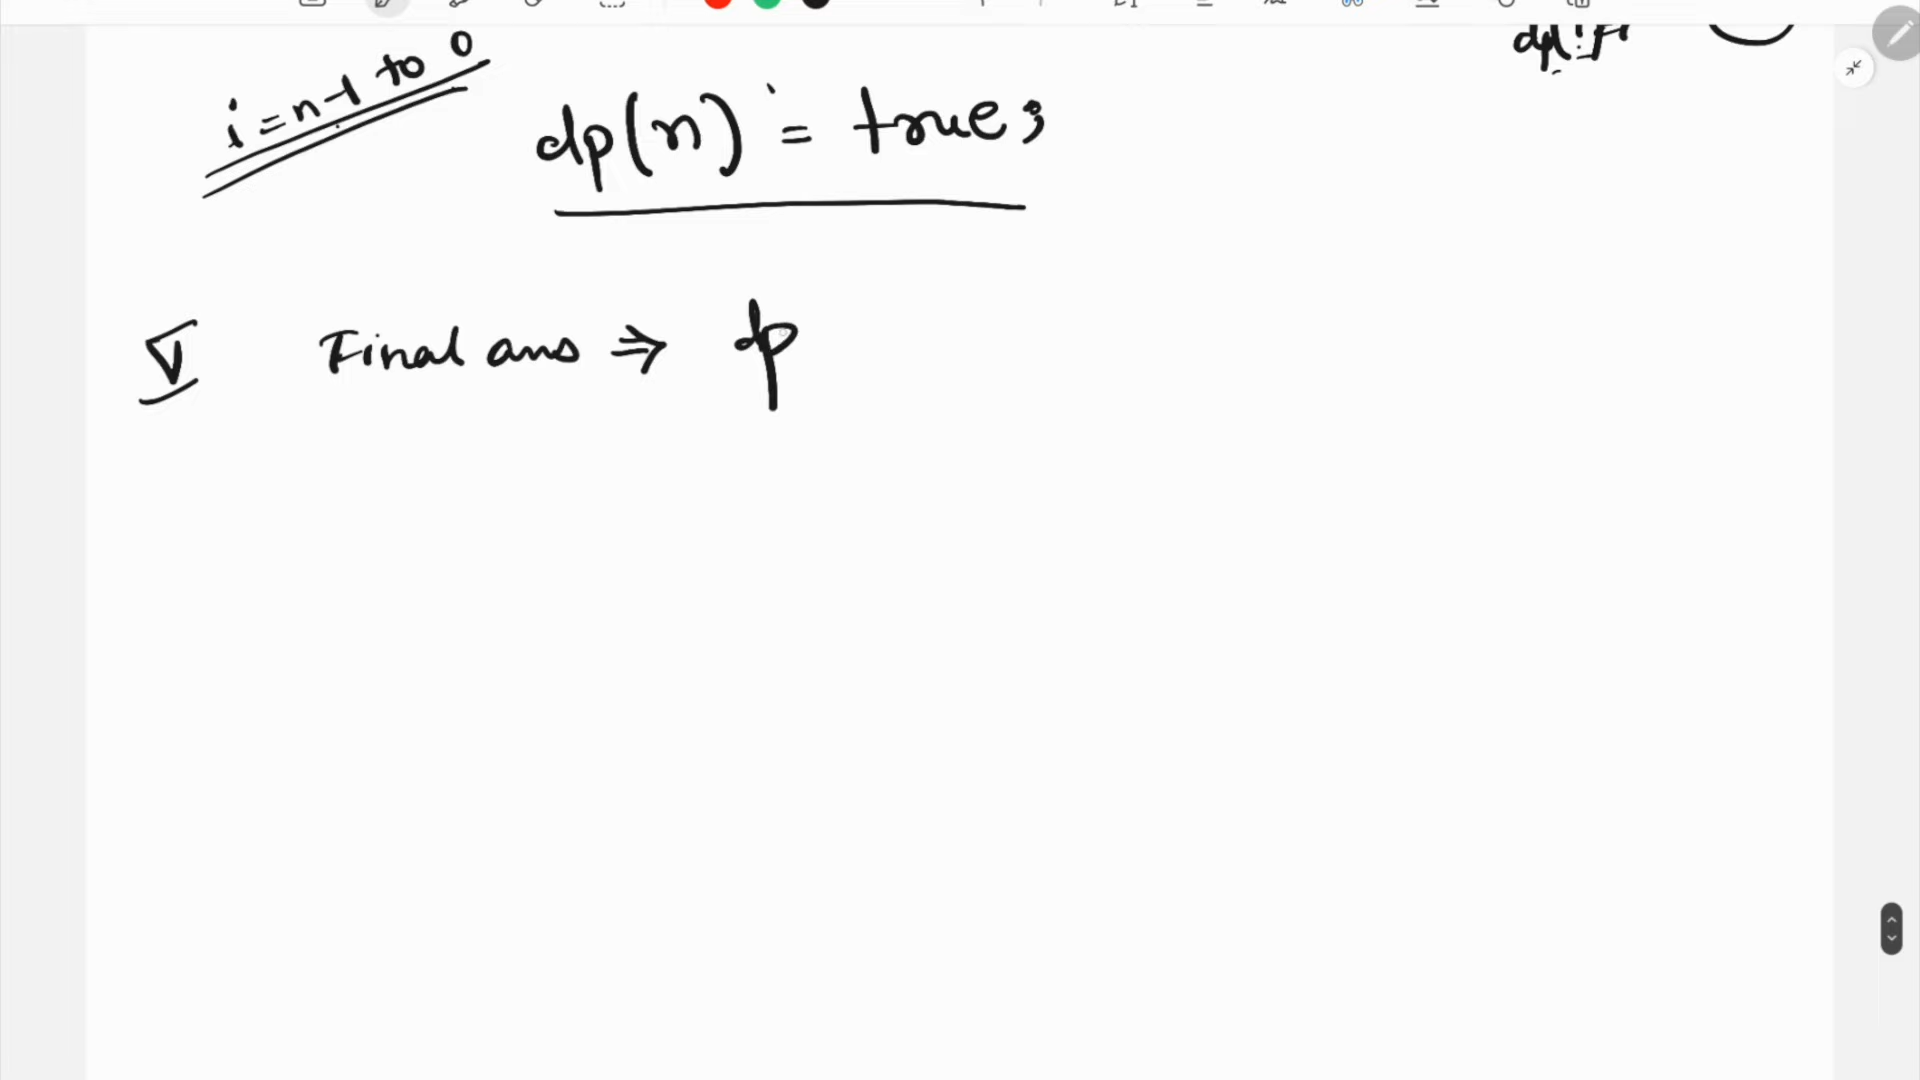 i = n-1 to 0
dp(n) = true;
V Final ans ⇒ dp